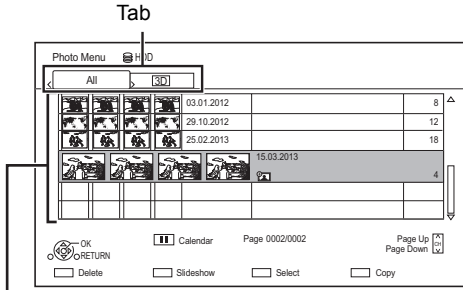 Tab
Photo Menu HDD
All 3D
03.01.2012 8
29.10.2012 12
25.02.2013 18
15.03.2013
4
OK
RETURN
Calendar Page 0002/0002 Page Up
Page Down CH
Delete Slideshow Select Copy